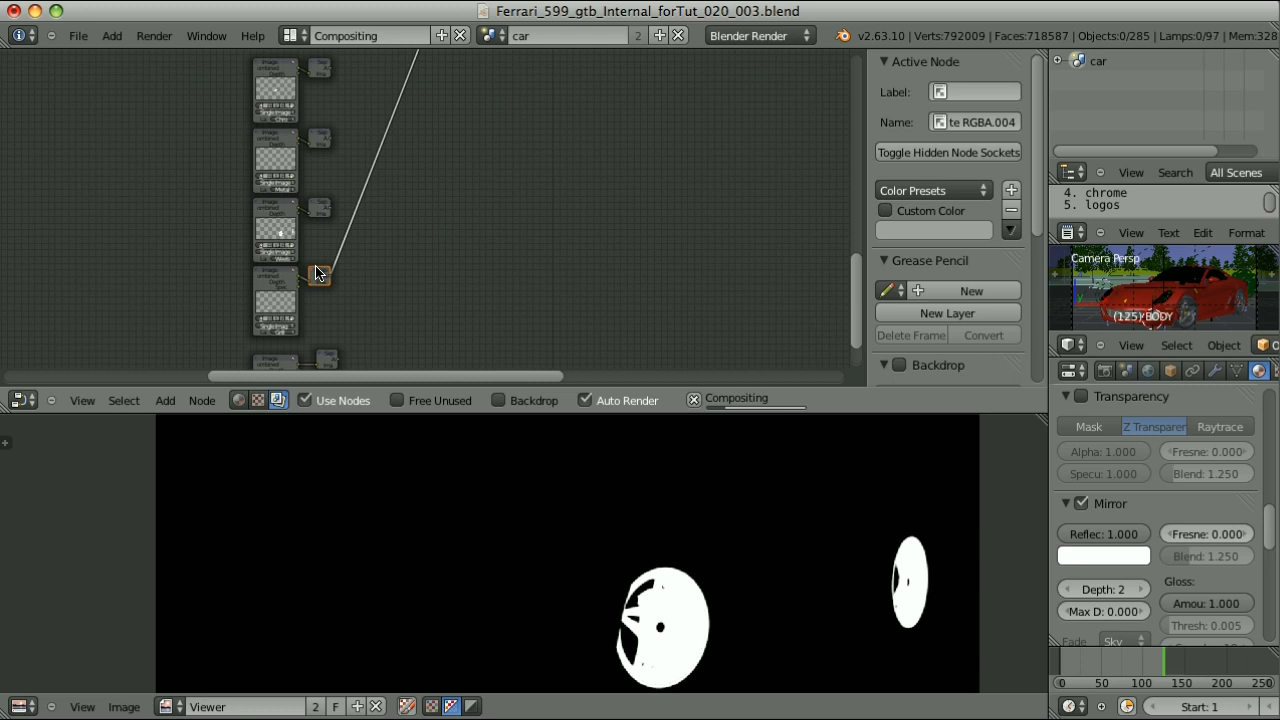 Ferrari_599_gtb_Internal_forTut_020_003.blend
File Add Render Window Help Compositing car 2 Blender Render v2.63.10 | Verts:792009 | Faces:718587 | Objects:0/285 | Lamps:0/97 | Mem:328
Active Node
Label:
Name: te RGBA.004
Toggle Hidden Node Sockets
Color Presets
Custom Color
Grease Pencil
New
New Layer
Delete Frame Convert
Backdrop
car
View Search All Scenes
4. chrome
5. logos
View Text Edit Format
Camera Persp
(125) BODY
View Select Object
Transparency
Mask Z Transparen Raytrace
Alpha: 1.000 Fresne: 0.000
Specu: 1.000 Blend: 1.250
Mirror
Reflec: 1.000 Fresne: 0.000
Blend: 1.250
Depth: 2 Gloss:
Max D: 0.000 Amou: 1.000
Thresh: 0.005
Fade Sky
View Select Add Node Use Nodes Free Unused Backdrop Auto Render Compositing
0 50 100 150 200 250
View Image Viewer 2 F
Start: 1